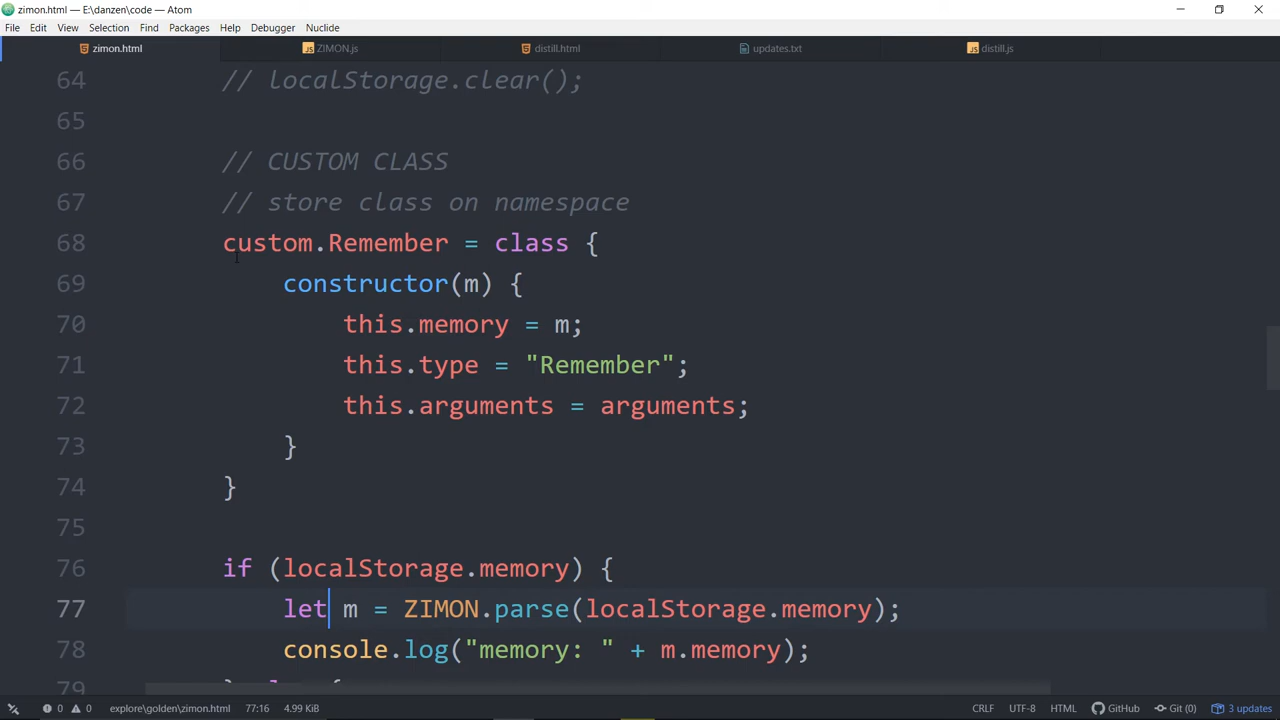 zimon.html — E:\danzen\code — Atom
File Edit View Selection Find Packages Help Debugger Nuclide
zimon.html ZIMON.js distill.html updates.txt distill.js
64 // localStorage.clear();
65
66 // CUSTOM CLASS
67 // store class on namespace
68 custom.Remember = class {
69 constructor(m) {
70 this.memory = m;
71 this.type = "Remember";
72 this.arguments = arguments;
73 }
74 }
75
76 if (localStorage.memory) {
77 let m = ZIMON.parse(localStorage.memory);
78 console.log("memory: " + m.memory);
79
0 0 explore\golden\zimon.html 77:16 4.99 KiB CRLF UTF-8 HTML GitHub Git (0) 3 updates